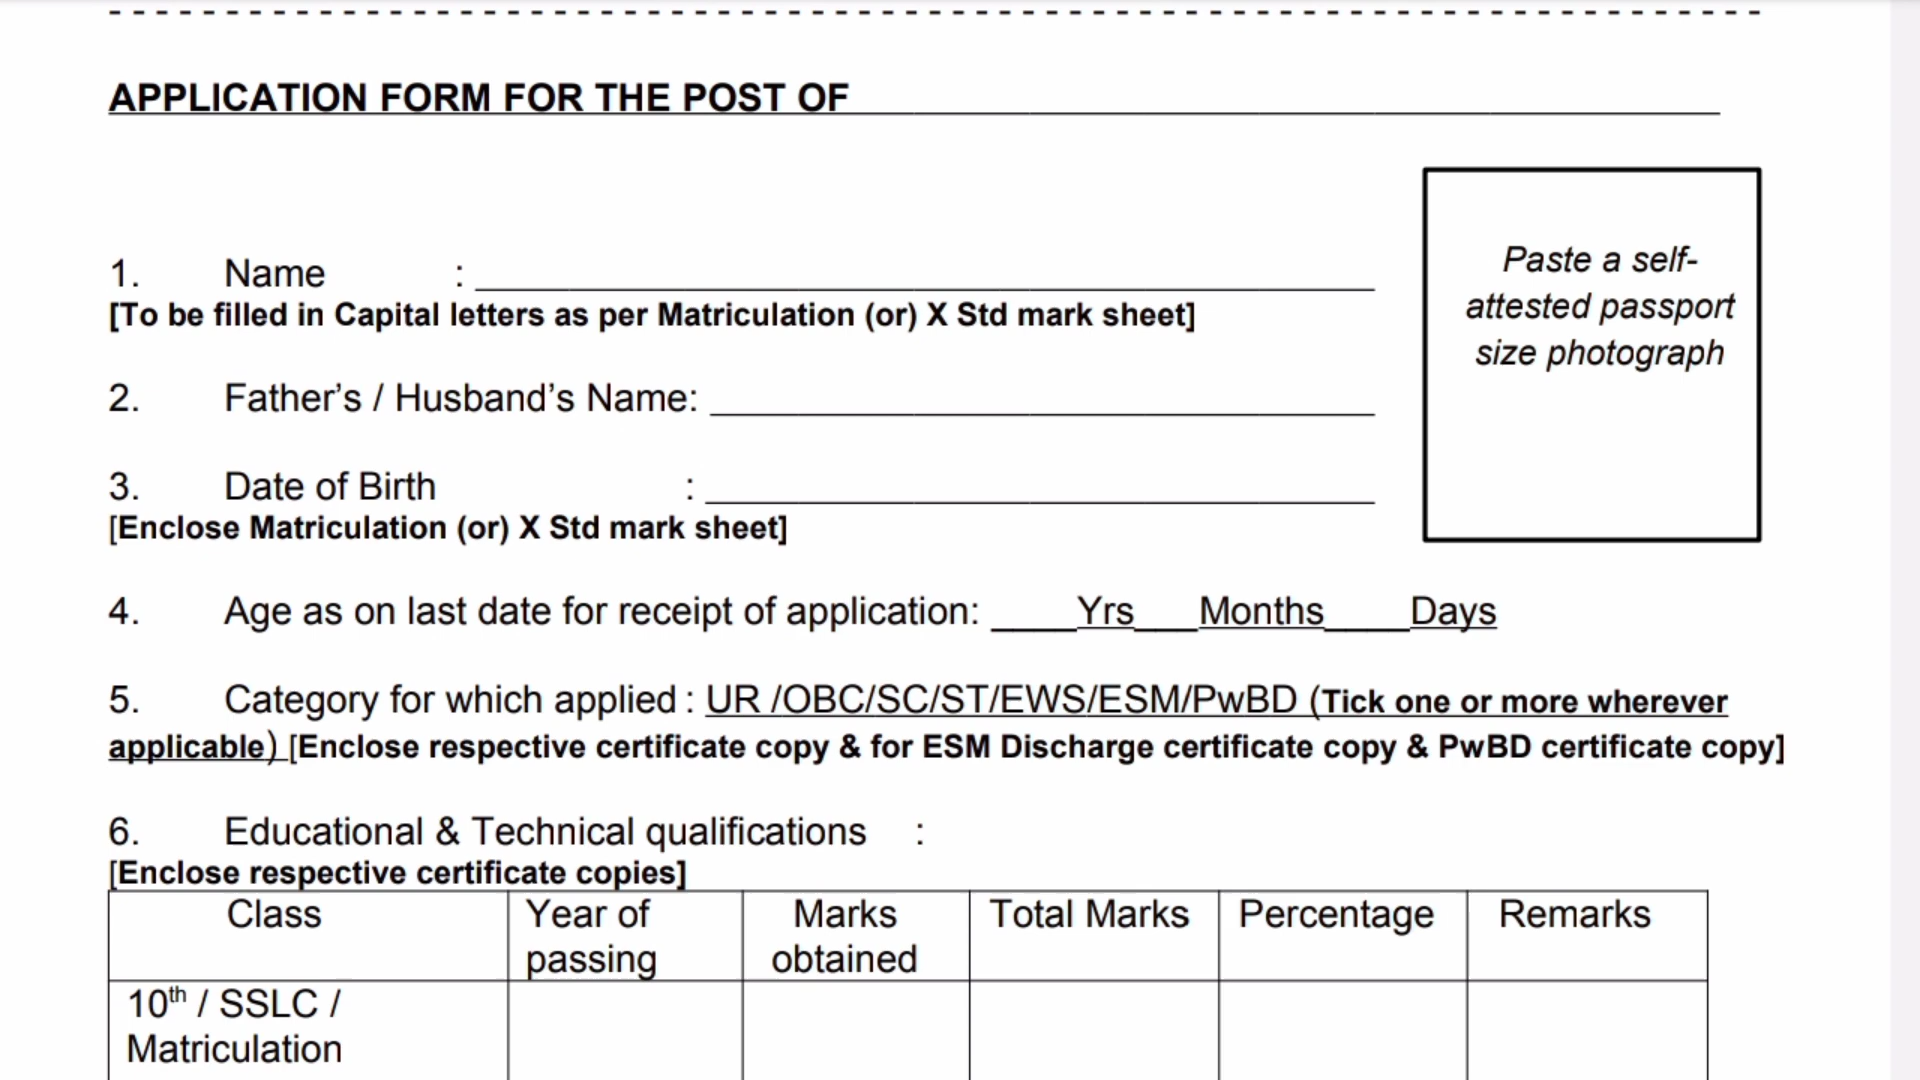 APPLICATION FORM FOR THE POST OF
1. Name :
[To be filled in Capital letters as per Matriculation (or) X Std mark sheet]
Paste a self-
attested passport
size photograph
2. Father’s / Husband’s Name:
3. Date of Birth :
[Enclose Matriculation (or) X Std mark sheet]
4. Age as on last date for receipt of application: ____Yrs___Months____Days
5. Category for which applied : UR /OBC/SC/ST/EWS/ESM/PwBD (Tick one or more wherever
applicable) [Enclose respective certificate copy & for ESM Discharge certificate copy & PwBD certificate copy]
6. Educational & Technical qualifications :
[Enclose respective certificate copies]
Class Year of passing Marks obtained Total Marks Percentage Remarks
10th / SSLC /
Matriculation